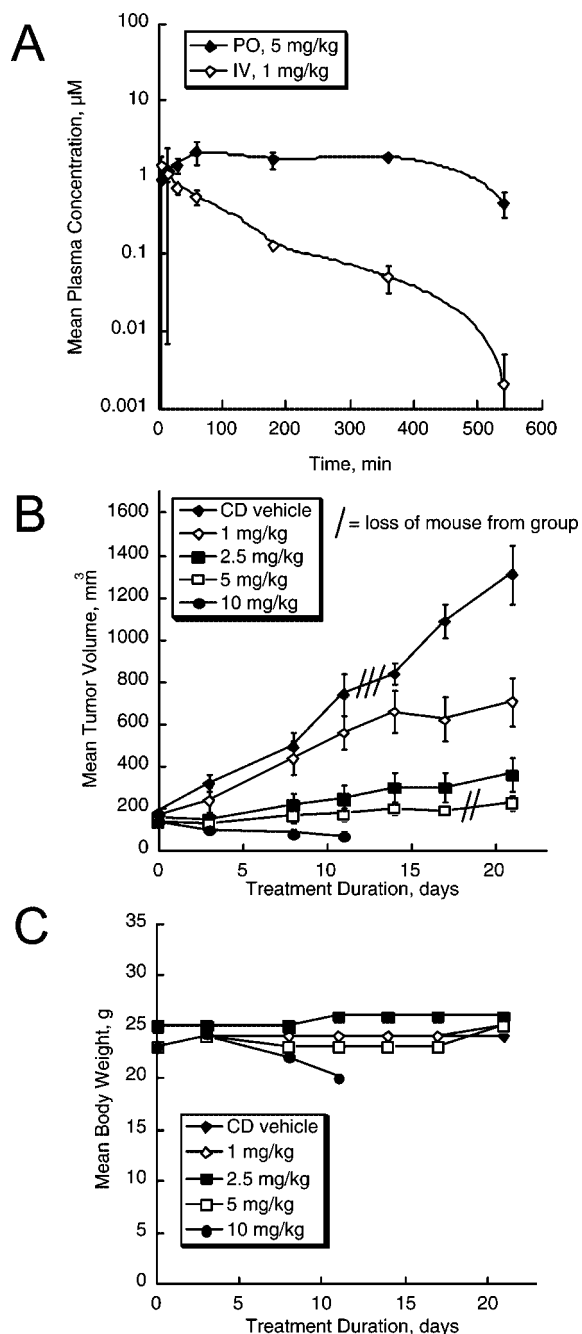 A
PO, 5 mg/kg
IV, 1 mg/kg
Mean Plasma Concentration, µM
100
10
1
0.1
0.01
0.001
0 100 200 300 400 500 600
Time, min
B
CD vehicle
1 mg/kg
2.5 mg/kg
5 mg/kg
10 mg/kg
/ = loss of mouse from group
Mean Tumor Volume, mm3
1600
1400
1200
1000
800
600
400
200
0
0 5 10 15 20
Treatment Duration, days
C
Mean Body Weight, g
35
30
25
20
15
10
5
0
CD vehicle
1 mg/kg
2.5 mg/kg
5 mg/kg
10 mg/kg
0 5 10 15 20
Treatment Duration, days